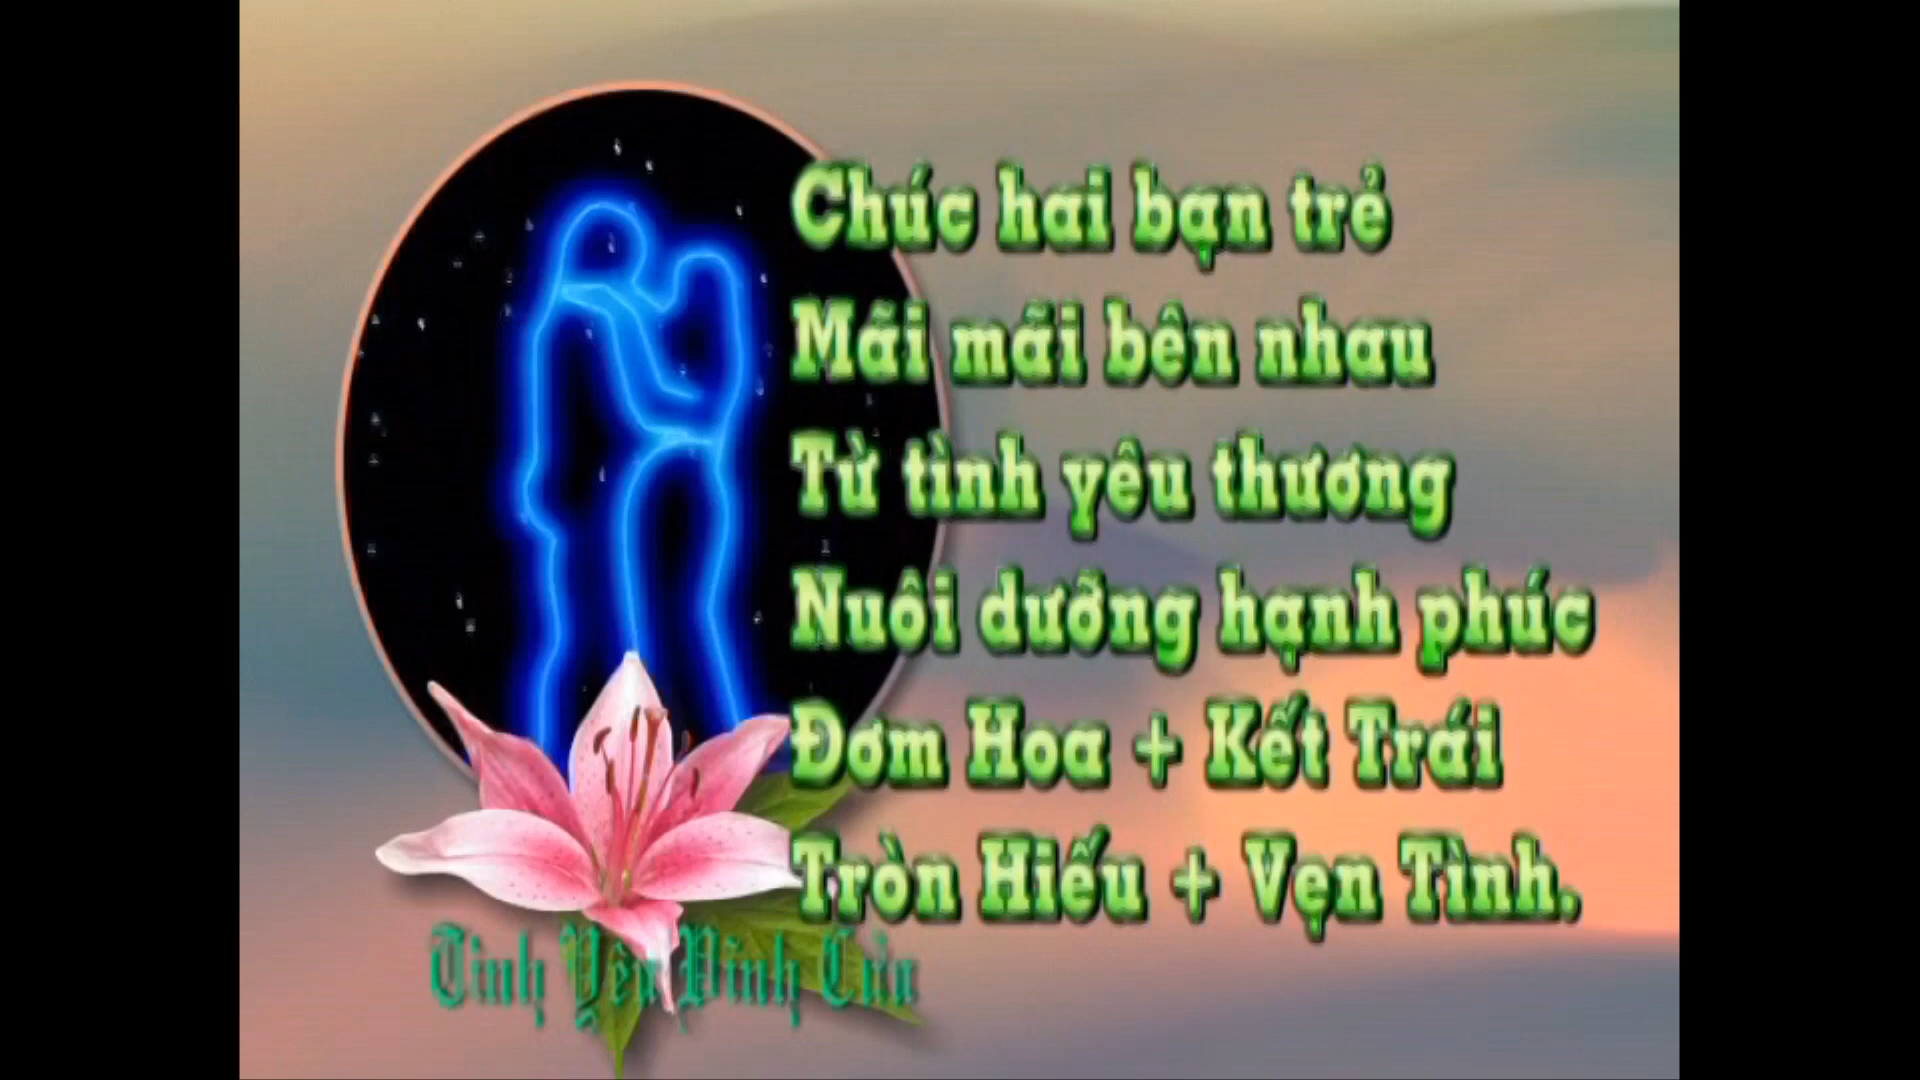 Chúc hai bạn trẻ
Mãi mãi bên nhau
Từ tình yêu thương
Nuôi dưỡng hạnh phúc
Đơm Hoa + Kết Trái
Tròn Hiếu + Vẹn Tình.
Tình Yêu Vĩnh Cửu